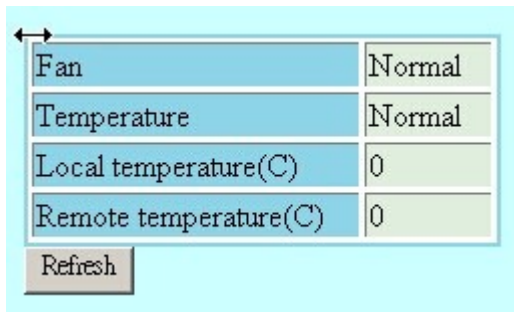 Fan Normal
Temperature Normal
Local temperature(C) 0
Remote temperature(C) 0
Refresh